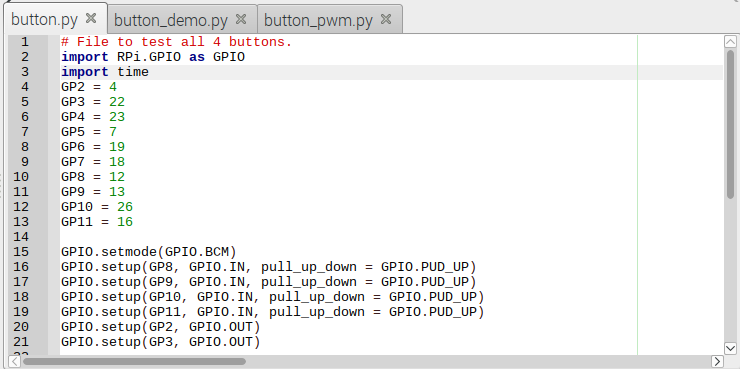 button.py button_demo.py button_pwm.py
1 # File to test all 4 buttons.
2 import RPi.GPIO as GPIO
3 import time
4 GP2 = 4
5 GP3 = 22
6 GP4 = 23
7 GP5 = 7
8 GP6 = 19
9 GP7 = 18
10 GP8 = 12
11 GP9 = 13
12 GP10 = 26
13 GP11 = 16
14
15 GPIO.setmode(GPIO.BCM)
16 GPIO.setup(GP8, GPIO.IN, pull_up_down = GPIO.PUD_UP)
17 GPIO.setup(GP9, GPIO.IN, pull_up_down = GPIO.PUD_UP)
18 GPIO.setup(GP10, GPIO.IN, pull_up_down = GPIO.PUD_UP)
19 GPIO.setup(GP11, GPIO.IN, pull_up_down = GPIO.PUD_UP)
20 GPIO.setup(GP2, GPIO.OUT)
21 GPIO.setup(GP3, GPIO.OUT)